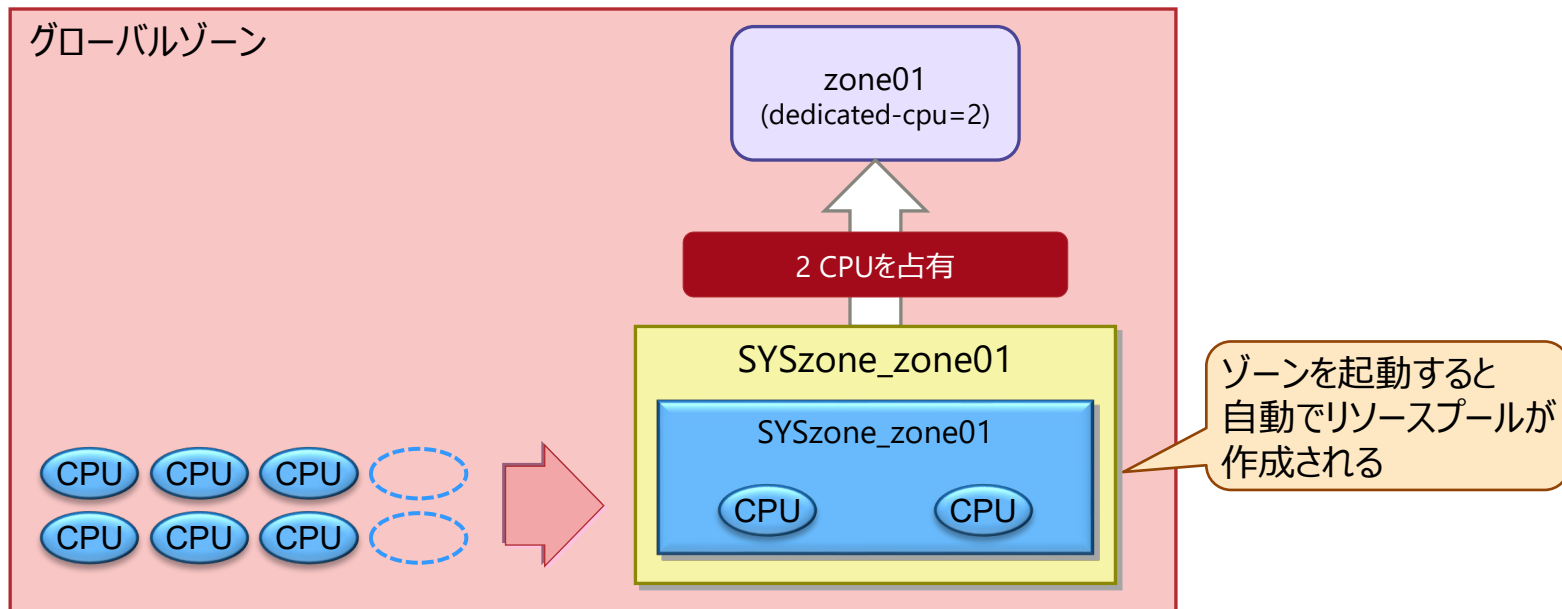 グローバルゾーン
zone01
(dedicated-cpu=2)
2 CPUを占有
SYSzone_zone01
SYSzone_zone01
CPU
CPU
ゾーンを起動すると
自動でリソースプールが
作成される
CPU CPU CPU
CPU CPU CPU